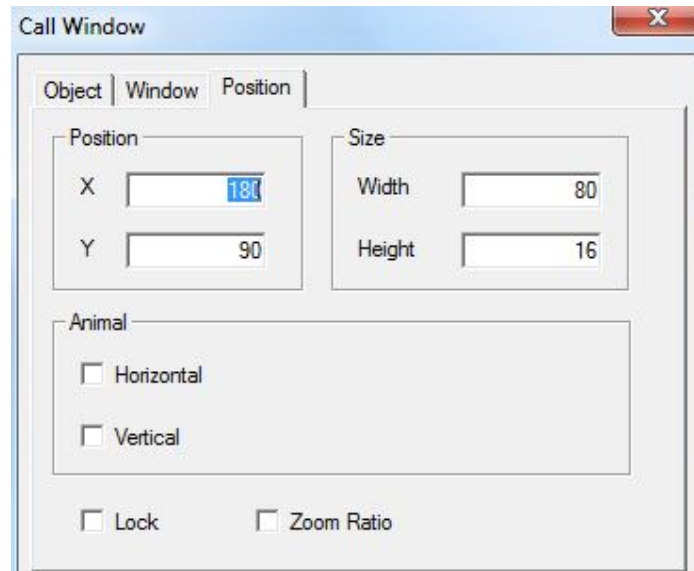 Call Window
Object Window Position
Position Size
X 180 Width 80
Y 90 Height 16
Animal
Horizontal
Vertical
Lock Zoom Ratio